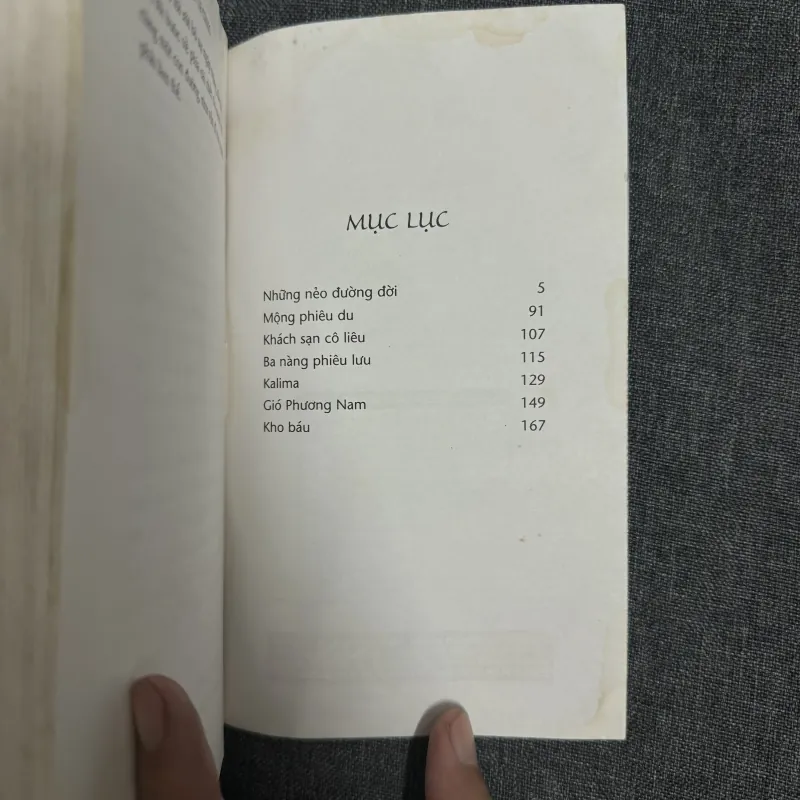 MỤC LỤC
Những nẻo đường đời 5
Mộng phiêu du 91
Khách sạn cô liêu 107
Ba nàng phiêu lưu 115
Kalima 129
Gió Phương Nam 149
Kho báu 167